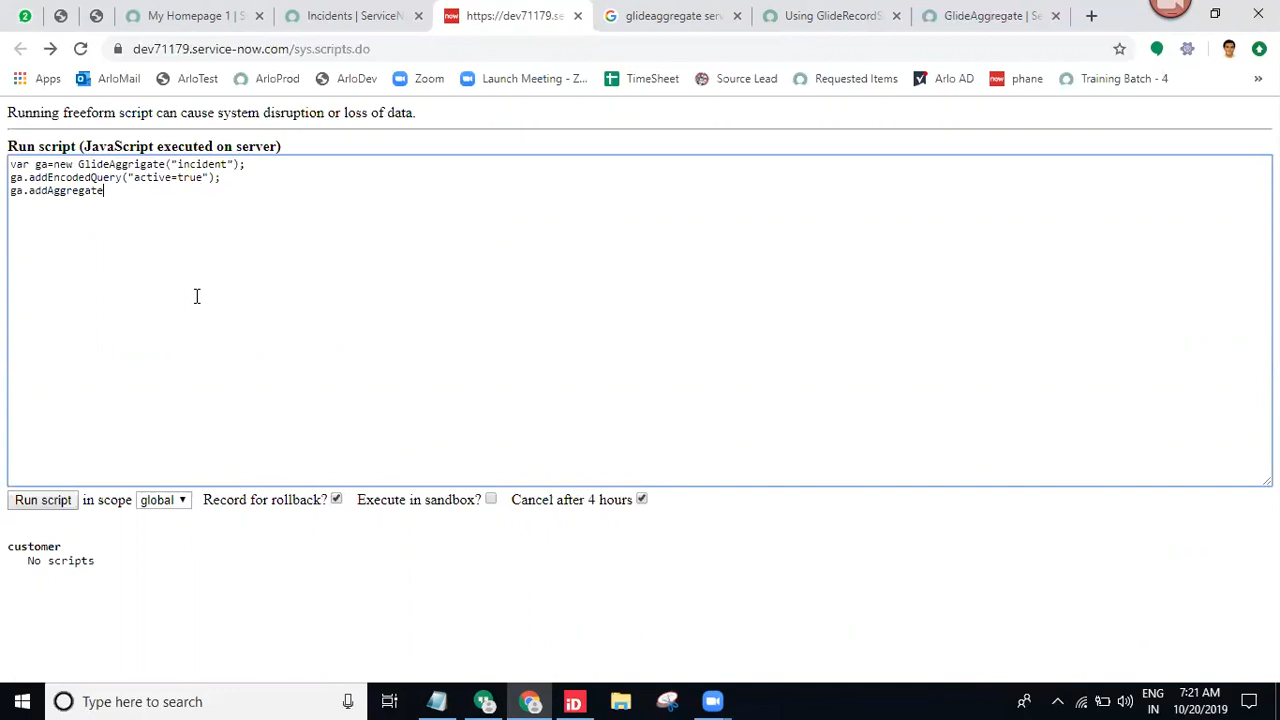 2
My Homepage 1 | S
Incidents | ServiceN
https://dev71179.se
glideaggregate serv
Using GlideRecordS
GlideAggregate | Se
dev71179.service-now.com/sys.scripts.do
Apps
ArloMail
ArloTest
ArloProd
ArloDev
Zoom
Launch Meeting - Z...
TimeSheet
Source Lead
Requested Items
Arlo AD
now phane
Training Batch - 4
»
Running freeform script can cause system disruption or loss of data.
Run script (JavaScript executed on server)
var ga=new GlideAggrigate("incident");
ga.addEncodedQuery("active=true");
ga.addAggregate
Run script in scope global Record for rollback? Execute in sandbox? Cancel after 4 hours
customer
No scripts
Type here to search
ENG
IN
7:21 AM
10/20/2019